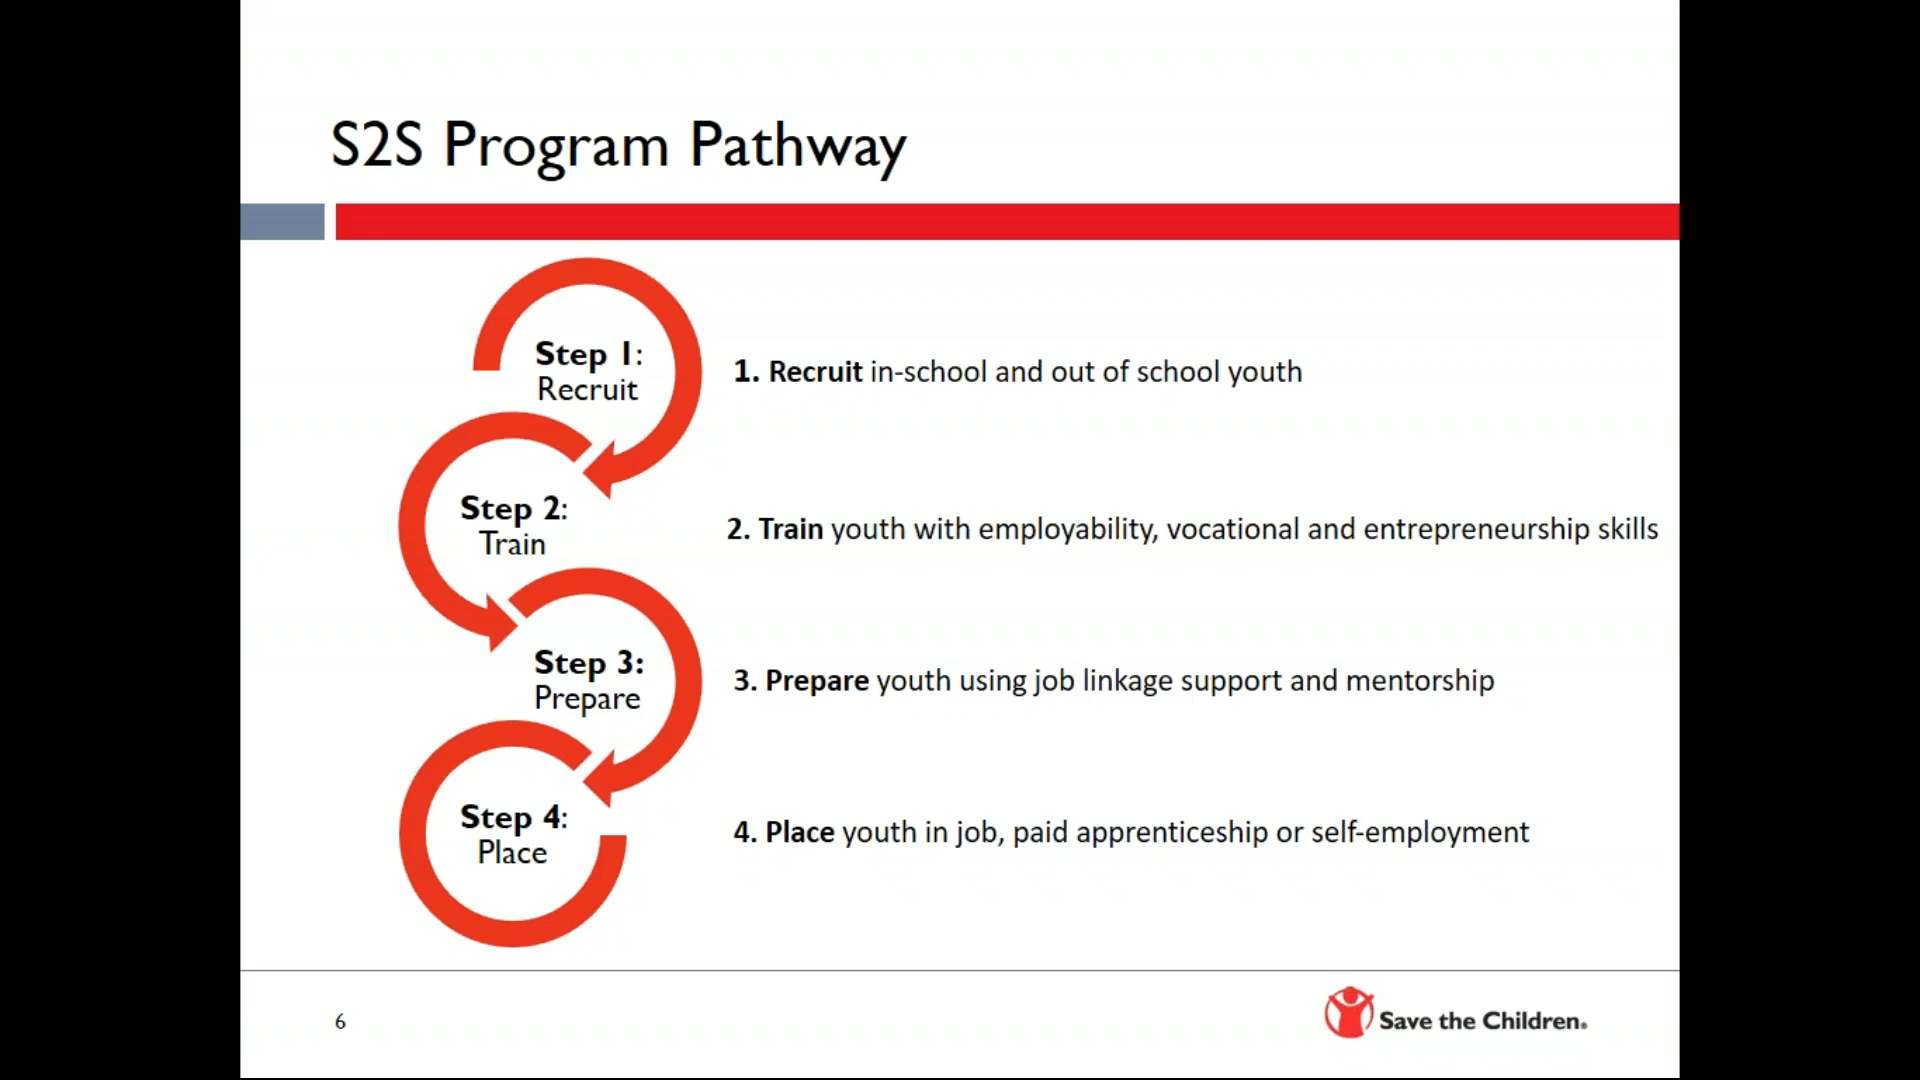 S2S Program Pathway
Step 1:
Recruit
1. Recruit in-school and out of school youth
Step 2:
Train
2. Train youth with employability, vocational and entrepreneurship skills
Step 3:
Prepare
3. Prepare youth using job linkage support and mentorship
Step 4:
Place
4. Place youth in job, paid apprenticeship or self-employment
6
Save the Children®